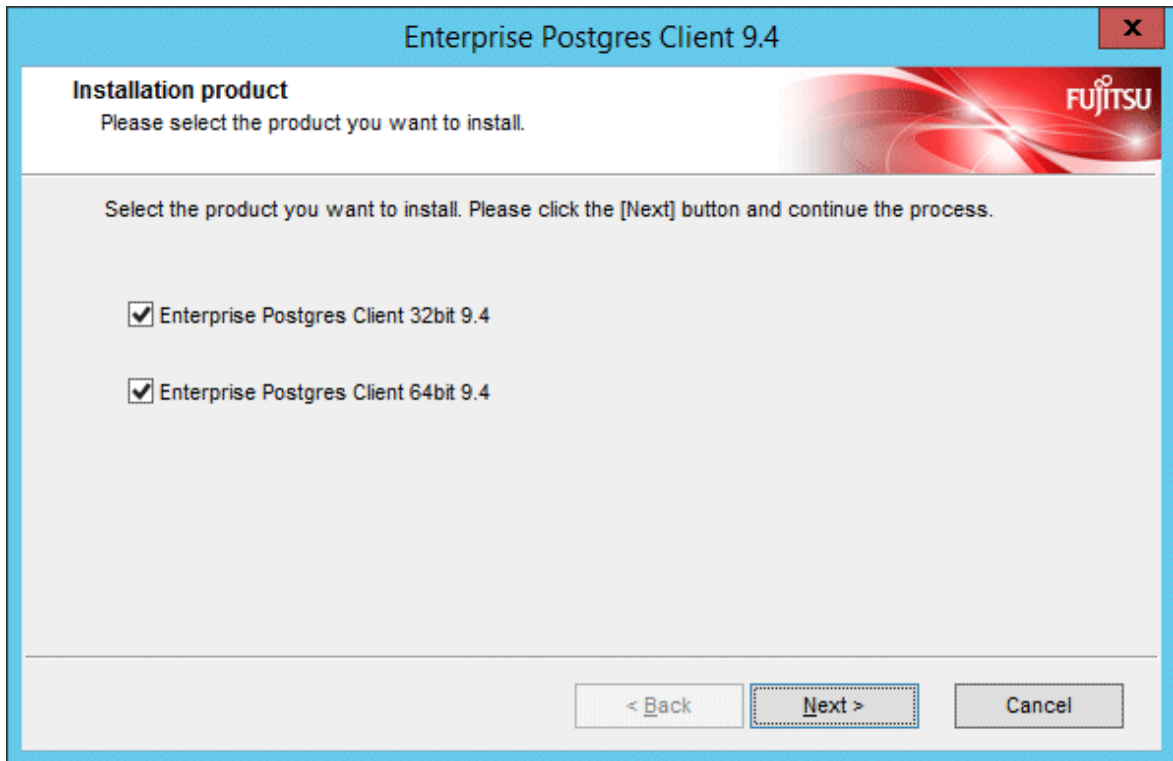 Enterprise Postgres Client 9.4
x
Installation product
FUJITSU
Please select the product you want to install.
Select the product you want to install. Please click the [Next] button and continue the process.
Enterprise Postgres Client 32bit 9.4
Enterprise Postgres Client 64bit 9.4
< Back
Next >
Cancel